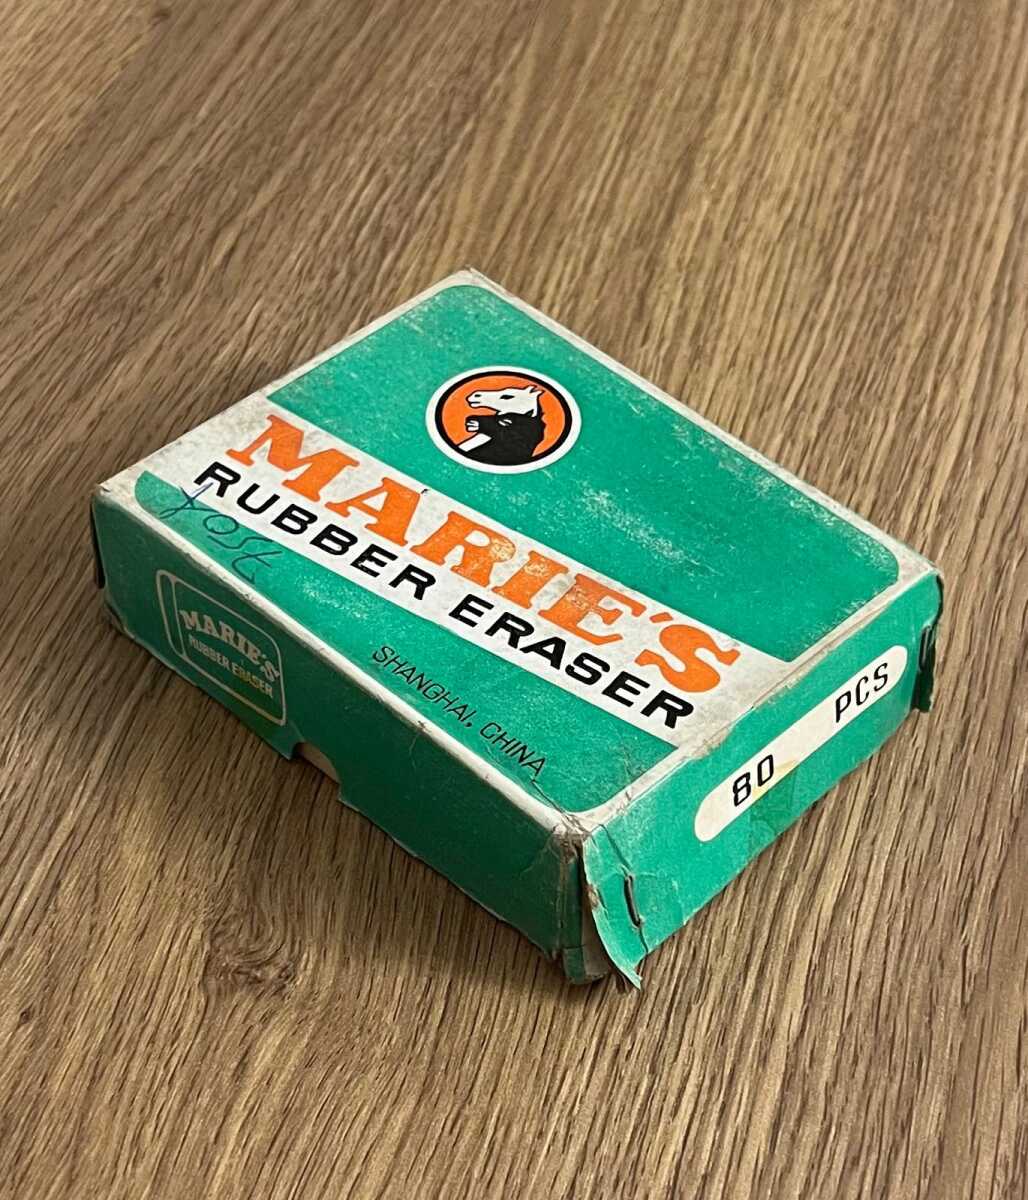 MARIE'S
RUBBER ERASER
SHANGHAI, CHINA
MARIE'S
RUBBER ERASER
80 PCS